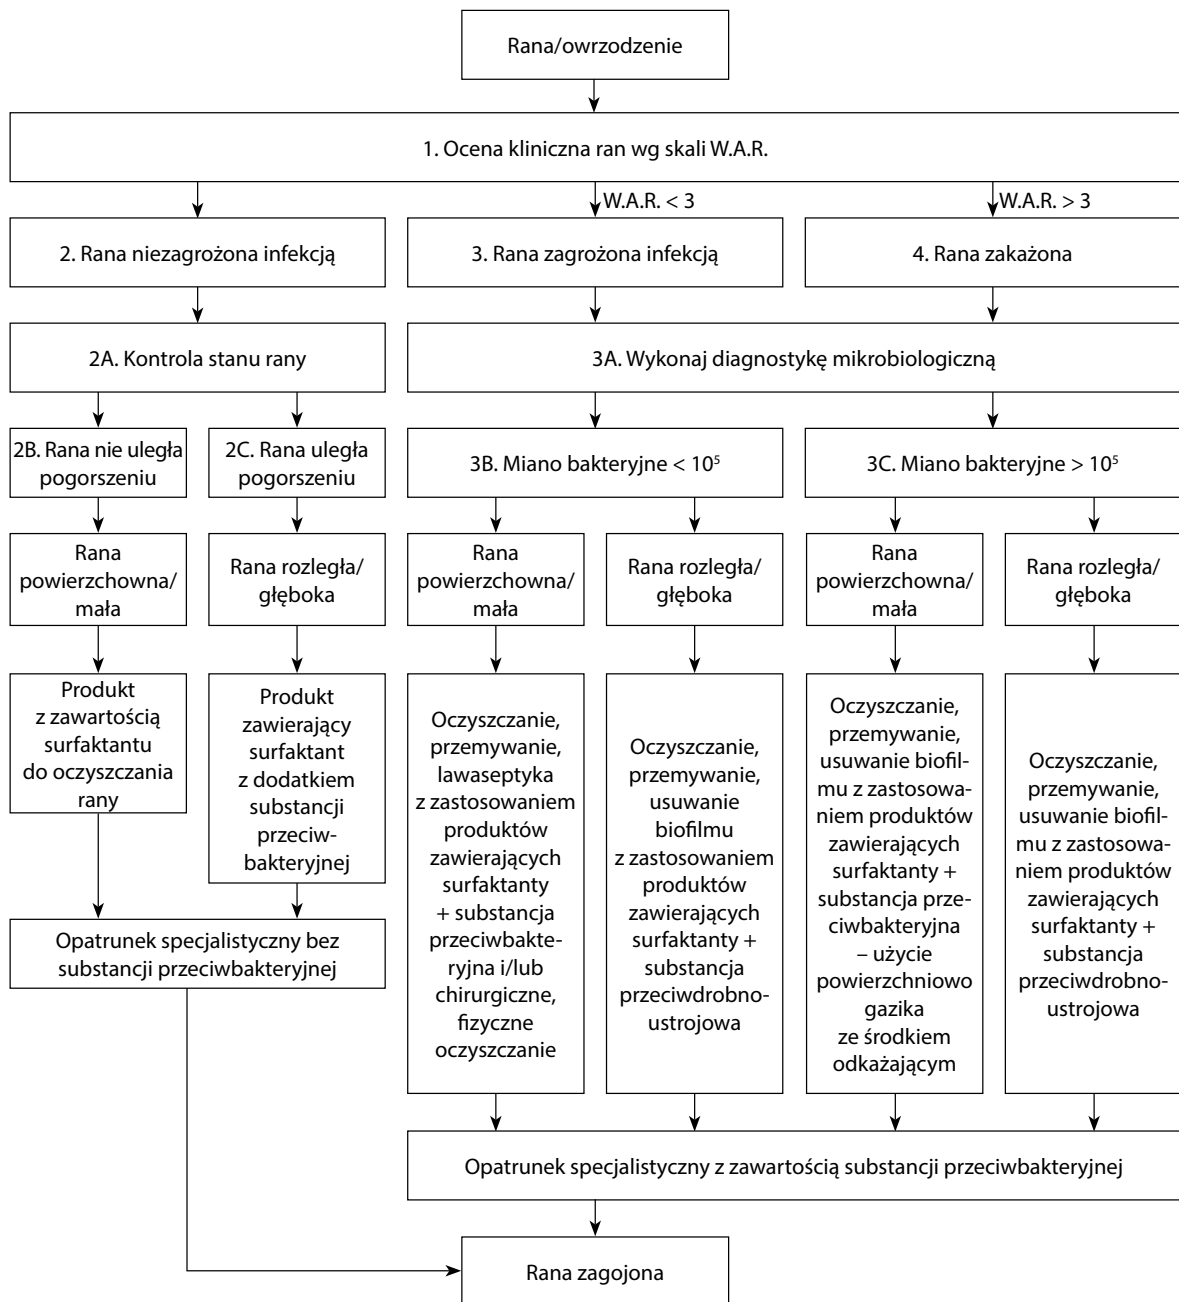 Rana/owrzodzenie
1. Ocena kliniczna ran wg skali W.A.R.
W.A.R. < 3
W.A.R. > 3
2. Rana niezagrożona infekcją
3. Rana zagrożona infekcją
4. Rana zakażona
2A. Kontrola stanu rany
3A. Wykonaj diagnostykę mikrobiologiczną
2B. Rana nie uległa
pogorszeniu
2C. Rana uległa
pogorszeniu
3B. Miano bakteryjne < 10⁵
3C. Miano bakteryjne > 10⁵
Rana
powierzchowna/
mała
Rana rozległa/
głęboka
Rana
powierzchowna/
mała
Rana rozległa/
głęboka
Rana
powierzchowna/
mała
Rana rozległa/
głęboka
Produkt
z zawartością
surfaktantu
do oczyszczania
rany
Produkt
zawierający
surfaktant
z dodatkiem
substancji
przeciw-
bakteryjnej
Oczyszczanie,
przemywanie,
lawaseptyka
z zastosowaniem
produktów
zawierających
surfaktanty
+ substancja
przeciwbakte-
ryjna i/lub
chirurgiczne,
fizyczne
oczyszczanie
Oczyszczanie,
przemywanie,
usuwanie
biofilmu
z zastosowaniem
produktów
zawierających
surfaktanty +
substancja
przeciwdrobno-
ustrojowa
Oczyszczanie,
przemywanie,
usuwanie biofil-
mu z zastosowa-
niem produktów
zawierających
surfaktanty +
substancja prze-
ciwbakteryjna
– użycie
powierzchniowo
gazika
ze środkiem
odkażającym
Oczyszczanie,
przemywanie,
usuwanie biofil-
mu z zastosowa-
niem produktów
zawierających
surfaktanty +
substancja
przeciwdrobno-
ustrojowa
Opatrunek specjalistyczny bez
substancji przeciwbakteryjnej
Opatrunek specjalistyczny z zawartością substancji przeciwbakteryjnej
Rana zagojona